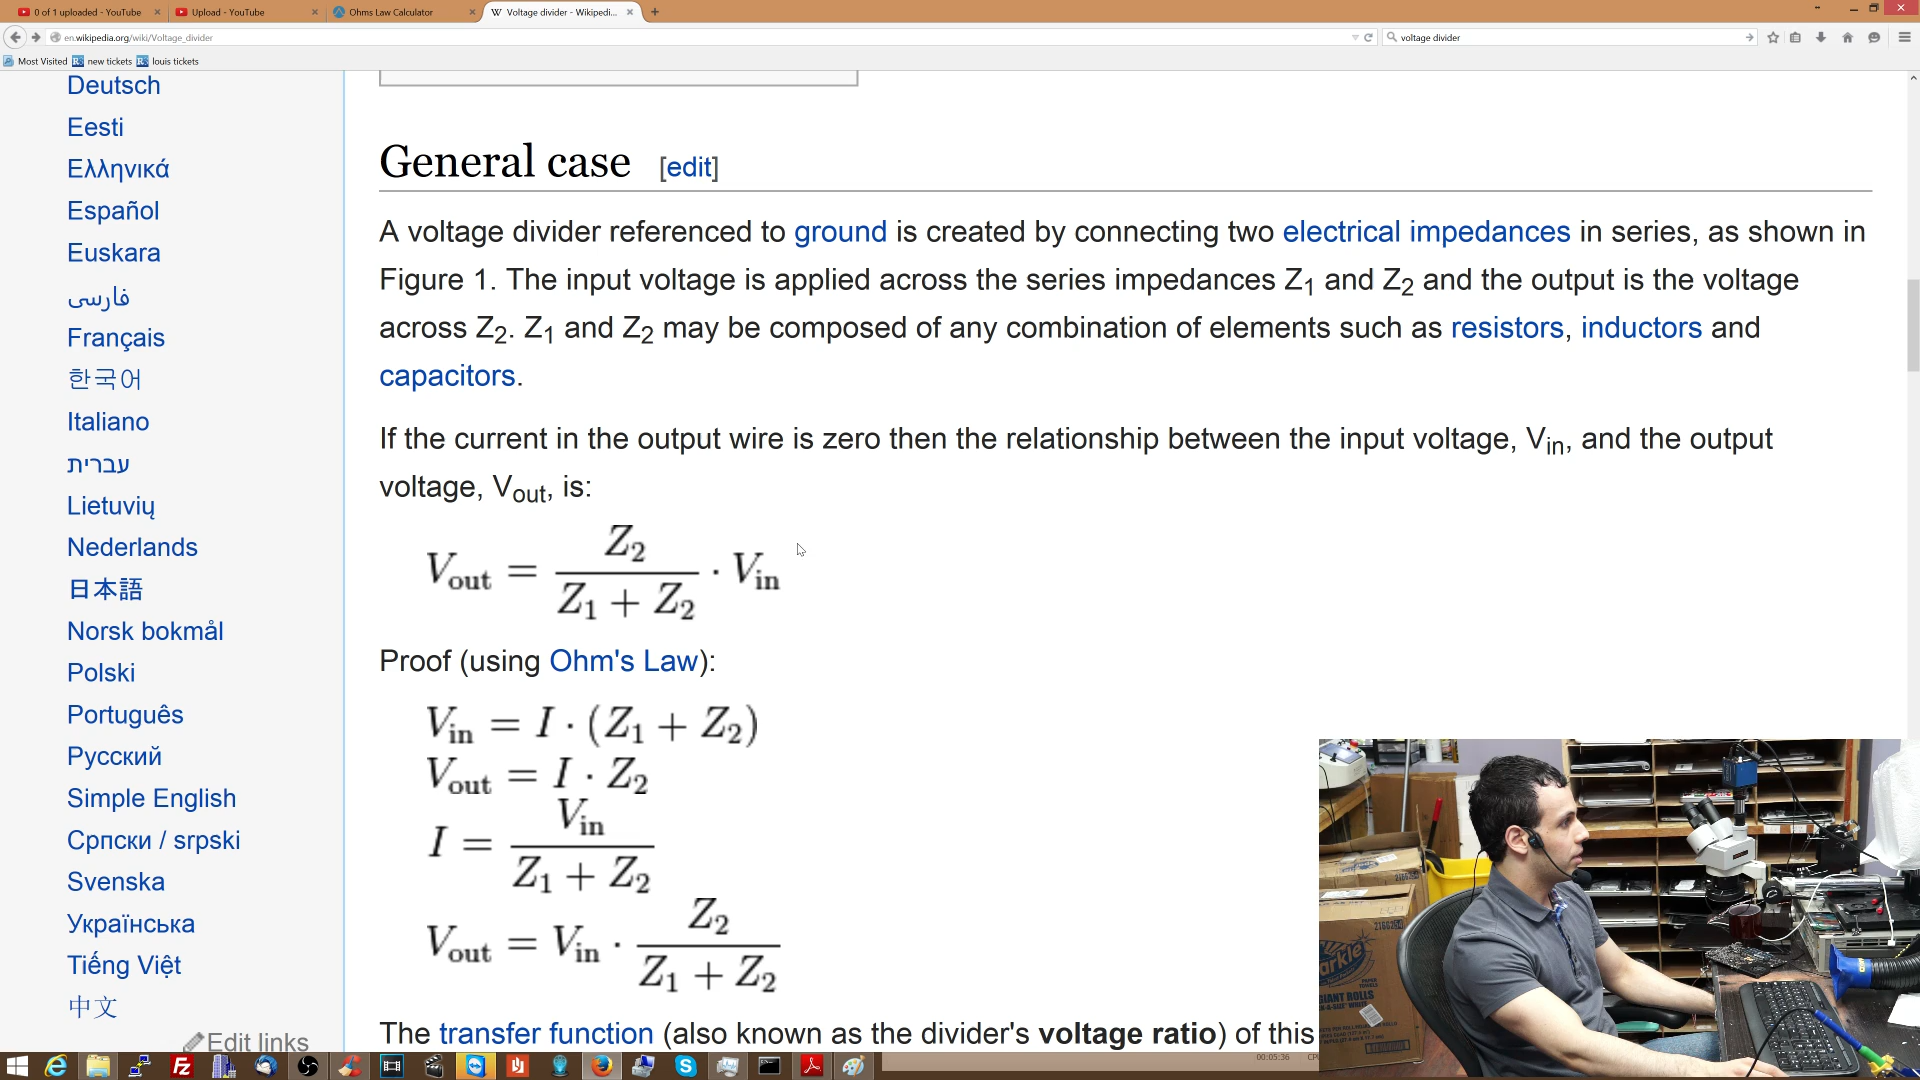 0 of 1 uploaded - YouTube
Upload - YouTube
Ohms Law Calculator
Voltage divider - Wikipedi...
en.wikipedia.org/wiki/Voltage_divider
voltage divider
Most Visited
new tickets
louis tickets
Deutsch
Eesti
Ελληνικά
Español
Euskara
فارسی
Français
한국어
Italiano
עברית
Lietuvių
Nederlands
日本語
Norsk bokmål
Polski
Português
Русский
Simple English
Српски / srpski
Svenska
Українська
Tiếng Việt
中文
Edit links
General case [edit]
A voltage divider referenced to ground is created by connecting two electrical impedances in series, as shown in
Figure 1. The input voltage is applied across the series impedances Z1 and Z2 and the output is the voltage
across Z2. Z1 and Z2 may be composed of any combination of elements such as resistors, inductors and
capacitors.
If the current in the output wire is zero then the relationship between the input voltage, Vin, and the output
voltage, Vout, is:
Vout = Z2 / (Z1 + Z2) · Vin
Proof (using Ohm's Law):
Vin = I · (Z1 + Z2)
Vout = I · Z2
I = Vin / (Z1 + Z2)
Vout = Vin · Z2 / (Z1 + Z2)
The transfer function (also known as the divider's voltage ratio) of this
00:05:36
GIANT ROLLS